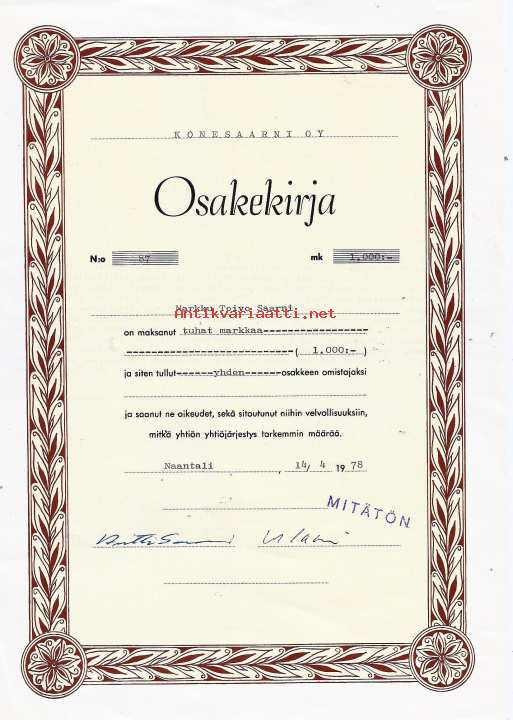 KONESAARNI OY
Osakekirja
N:o 87 mk 1.000:-
Markku Toivo Saarni
Antikvariaatti.net
on maksanut tuhat markkaa--------------------
--------------------------------( 1.000:- )
ja siten tullut-------yhden-------osakkeen omistajaksi
ja saanut ne oikeudet, sekä sitoutunut niihin velvollisuuksiin,
mitkä yhtiön yhtiöjärjestys tarkemmin määrää.
Naantali , 14/ 4 1978
MITÄTÖN